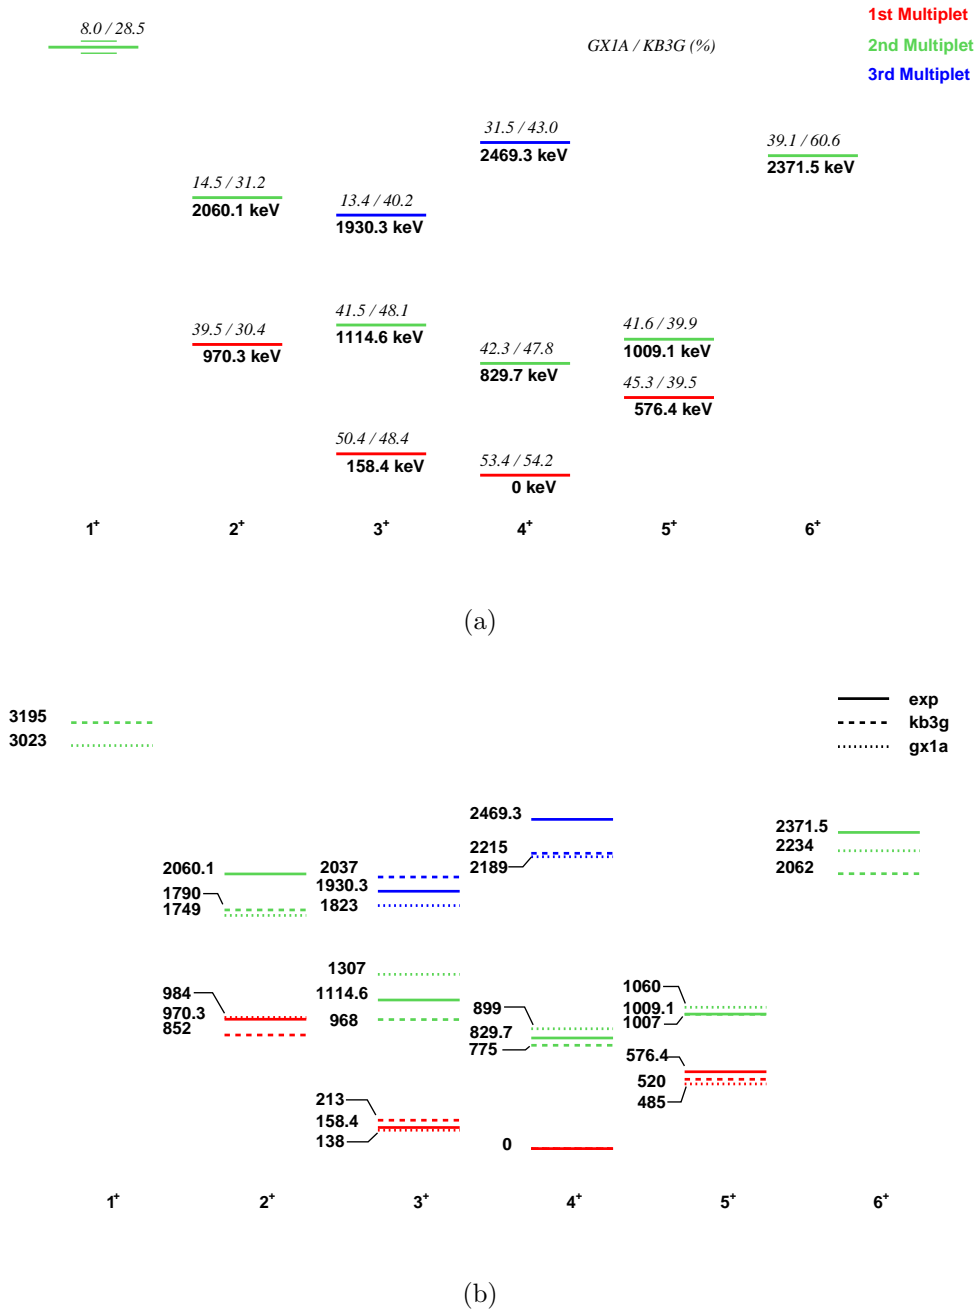 8.0 / 28.5
GX1A / KB3G (%)
1st Multiplet
2nd Multiplet
3rd Multiplet
31.5 / 43.0
2469.3 keV
39.1 / 60.6
2371.5 keV
14.5 / 31.2
2060.1 keV
13.4 / 40.2
1930.3 keV
41.5 / 48.1
1114.6 keV
39.5 / 30.4
970.3 keV
42.3 / 47.8
829.7 keV
41.6 / 39.9
1009.1 keV
45.3 / 39.5
576.4 keV
50.4 / 48.4
158.4 keV
53.4 / 54.2
0 keV
1+ 2+ 3+ 4+ 5+ 6+
(a)
exp
kb3g
gx1a
3195
3023
2469.3
2215
2189
2371.5
2234
2062
2060.1
1790
1749
2037
1930.3
1823
1307
1114.6
968
984
970.3
852
899
829.7
775
1060
1009.1
1007
576.4
520
485
213
158.4
138
0
1+ 2+ 3+ 4+ 5+ 6+
(b)